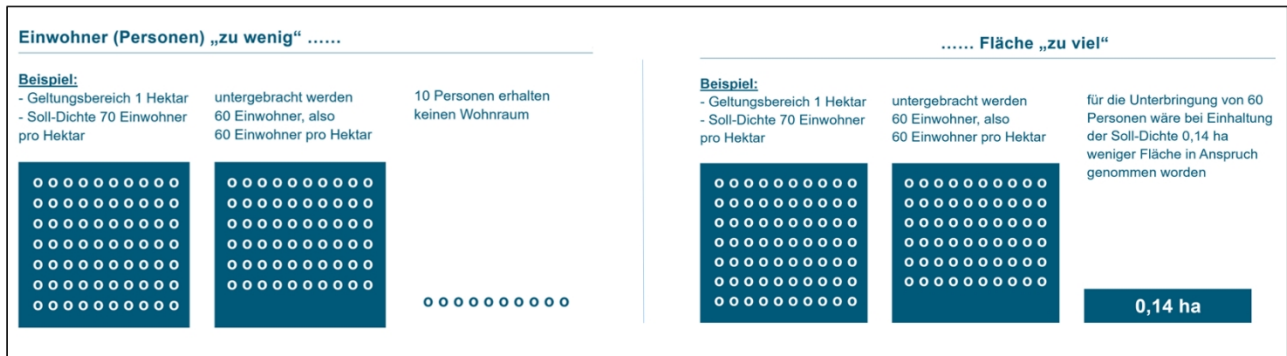 Einwohner (Personen) „zu wenig“ ......
Beispiel:
- Geltungsbereich 1 Hektar
- Soll-Dichte 70 Einwohner
pro Hektar
untergebracht werden
60 Einwohner, also
60 Einwohner pro Hektar
10 Personen erhalten
keinen Wohnraum
o o o o o o o o o o
o o o o o o o o o o
o o o o o o o o o o
o o o o o o o o o o
o o o o o o o o o o
o o o o o o o o o o
o o o o o o o o o o
o o o o o o o o o o
o o o o o o o o o o
o o o o o o o o o o
o o o o o o o o o o
o o o o o o o o o o
o o o o o o o o o o
o o o o o o o o o o
...... Fläche „zu viel“
Beispiel:
- Geltungsbereich 1 Hektar
- Soll-Dichte 70 Einwohner
pro Hektar
untergebracht werden
60 Einwohner, also
60 Einwohner pro Hektar
für die Unterbringung von 60
Personen wäre bei Einhaltung
der Soll-Dichte 0,14 ha
weniger Fläche in Anspruch
genommen worden
o o o o o o o o o o
o o o o o o o o o o
o o o o o o o o o o
o o o o o o o o o o
o o o o o o o o o o
o o o o o o o o o o
o o o o o o o o o o
o o o o o o o o o o
o o o o o o o o o o
o o o o o o o o o o
o o o o o o o o o o
o o o o o o o o o o
o o o o o o o o o o
0,14 ha